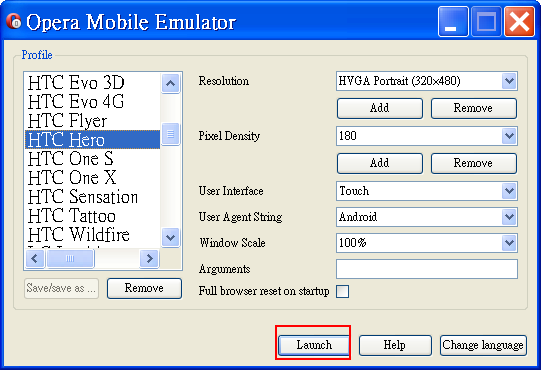 Opera Mobile Emulator
Profile
HTC Evo 3D
HTC Evo 4G
HTC Flyer
HTC Hero
HTC One S
HTC One X
HTC Sensation
HTC Tattoo
HTC Wildfire
Save/save as ...
Remove
Resolution
HVGA Portrait (320×480)
Add
Remove
Pixel Density
180
Add
Remove
User Interface
Touch
User Agent String
Android
Window Scale
100%
Arguments
Full browser reset on startup
Launch
Help
Change language